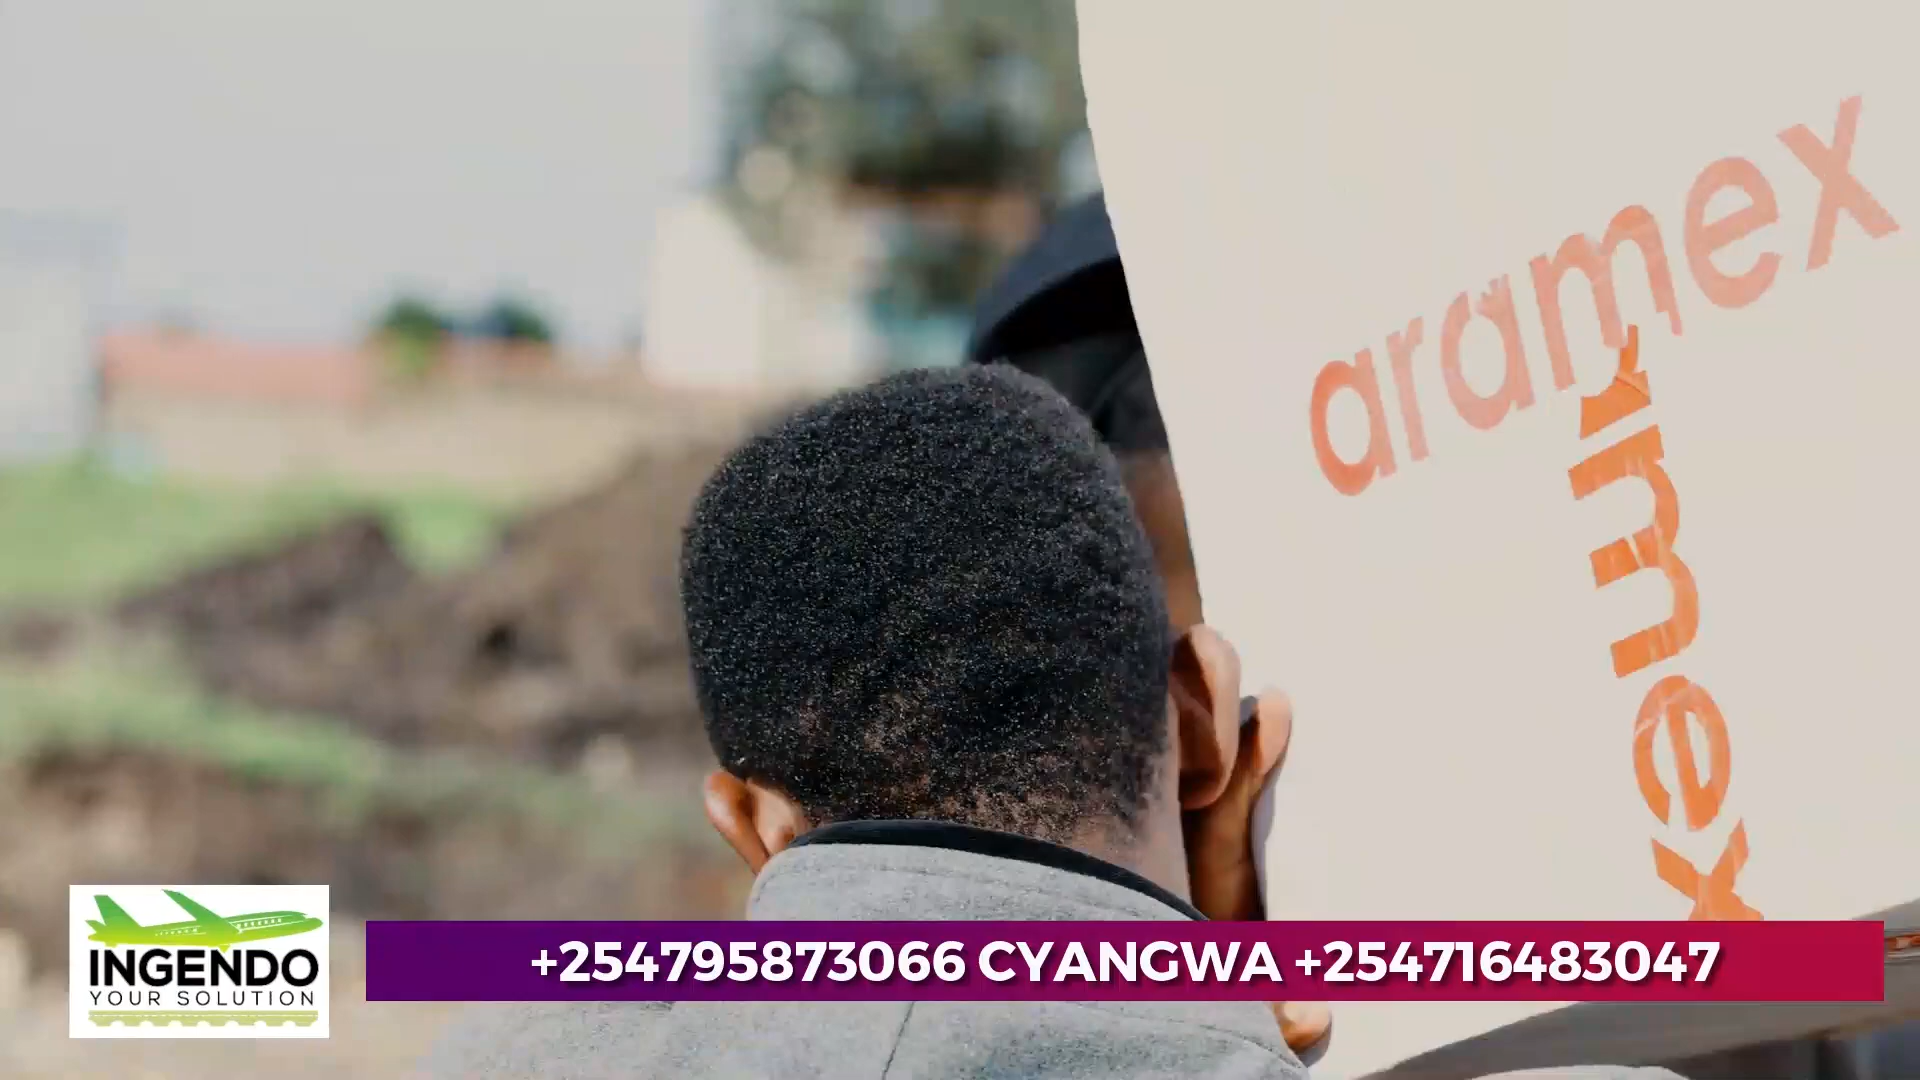 aramex
aramex
INGENDO
YOUR SOLUTION
+254795873066 CYANGWA +254716483047